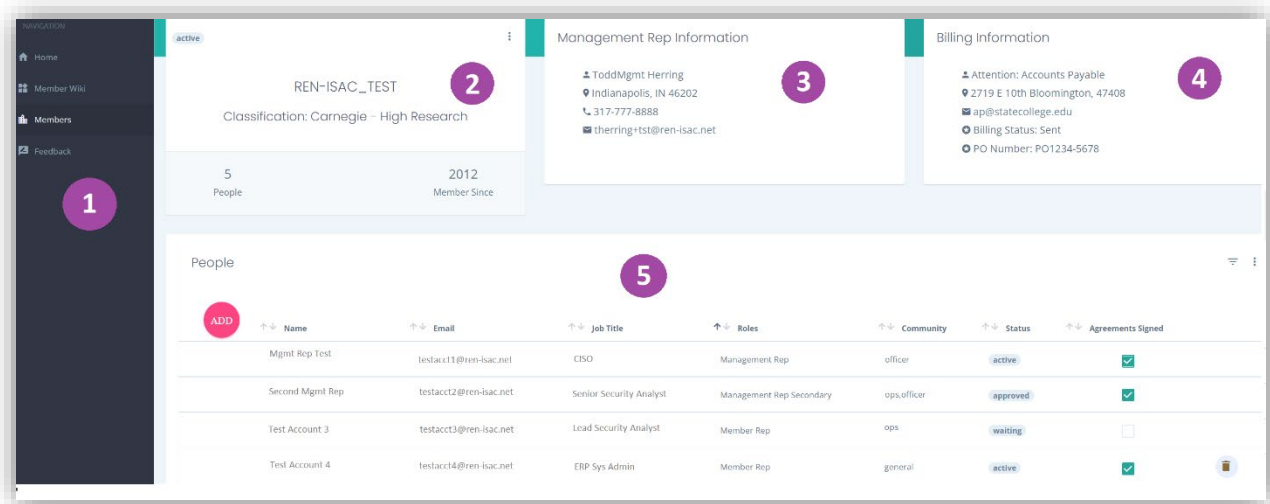 NAVIGATION
Home
Member Wiki
Members
Feedback
1
active
REN-ISAC_TEST
Classification: Carnegie – High Research
2
5
People
2012
Member Since
Management Rep Information
ToddMgmt Herring
Indianapolis, IN 46202
317-777-8888
therring+tst@ren-isac.net
3
Billing Information
Attention: Accounts Payable
2719 E 10th Bloomington, 47408
ap@statecollege.edu
Billing Status: Sent
PO Number: PO1234-5678
4
People
5
ADD Name Email Job Title Roles Community Status Agreements Signed
Mgmt Rep Test testacct1@ren-isac.net CISO Management Rep officer active
Second Mgmt Rep testacct2@ren-isac.net Senior Security Analyst Management Rep Secondary ops,officer approved
Test Account 3 testacct3@ren-isac.net Lead Security Analyst Member Rep ops waiting
Test Account 4 testacct4@ren-isac.net ERP Sys Admin Member Rep general active